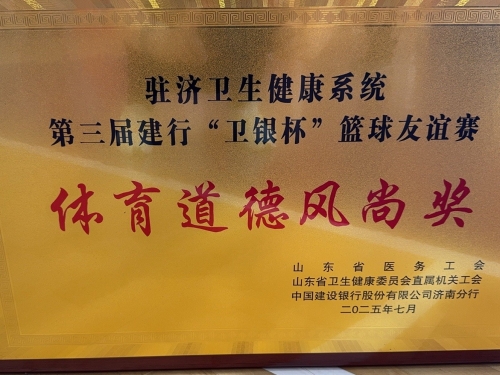 驻济卫生健康系统
第三届建行“卫银杯”篮球友谊赛
体育道德风尚奖
山东省医务工会
山东省卫生健康委员会直属机关工会
中国建设银行股份有限公司济南分行
二〇二五年七月